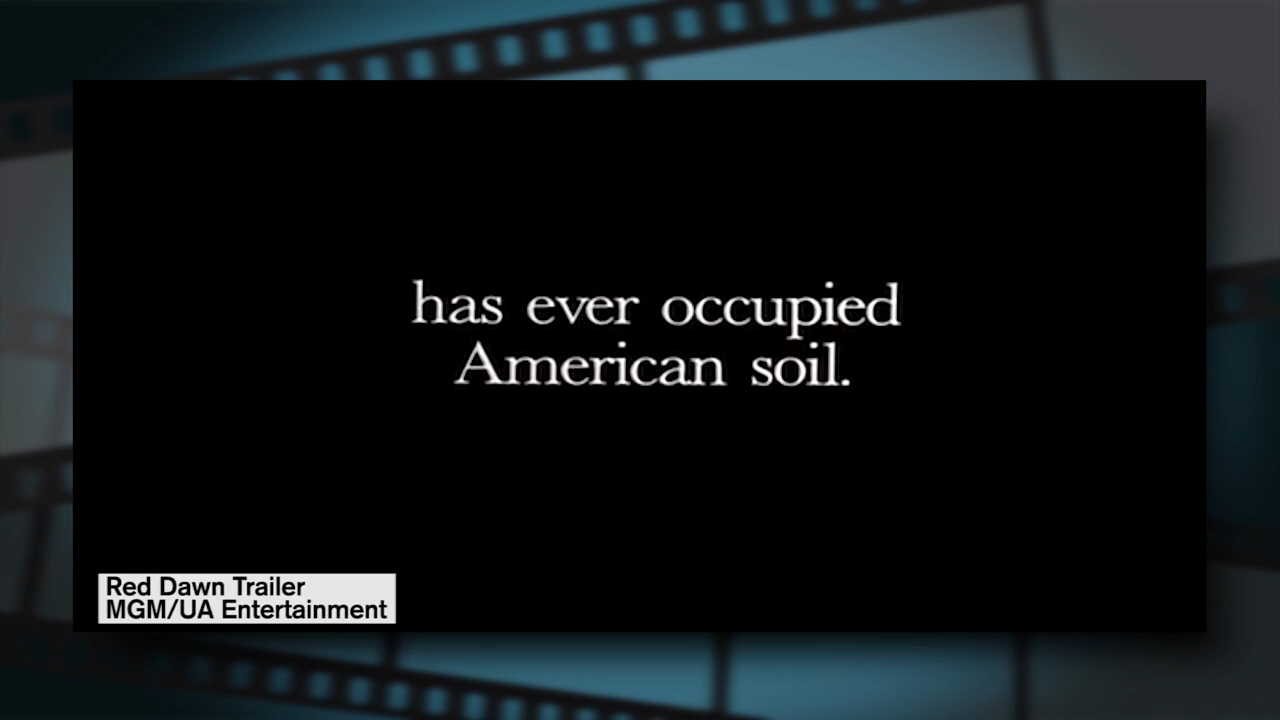 has ever occupied
American soil.
Red Dawn Trailer
MGM/UA Entertainment